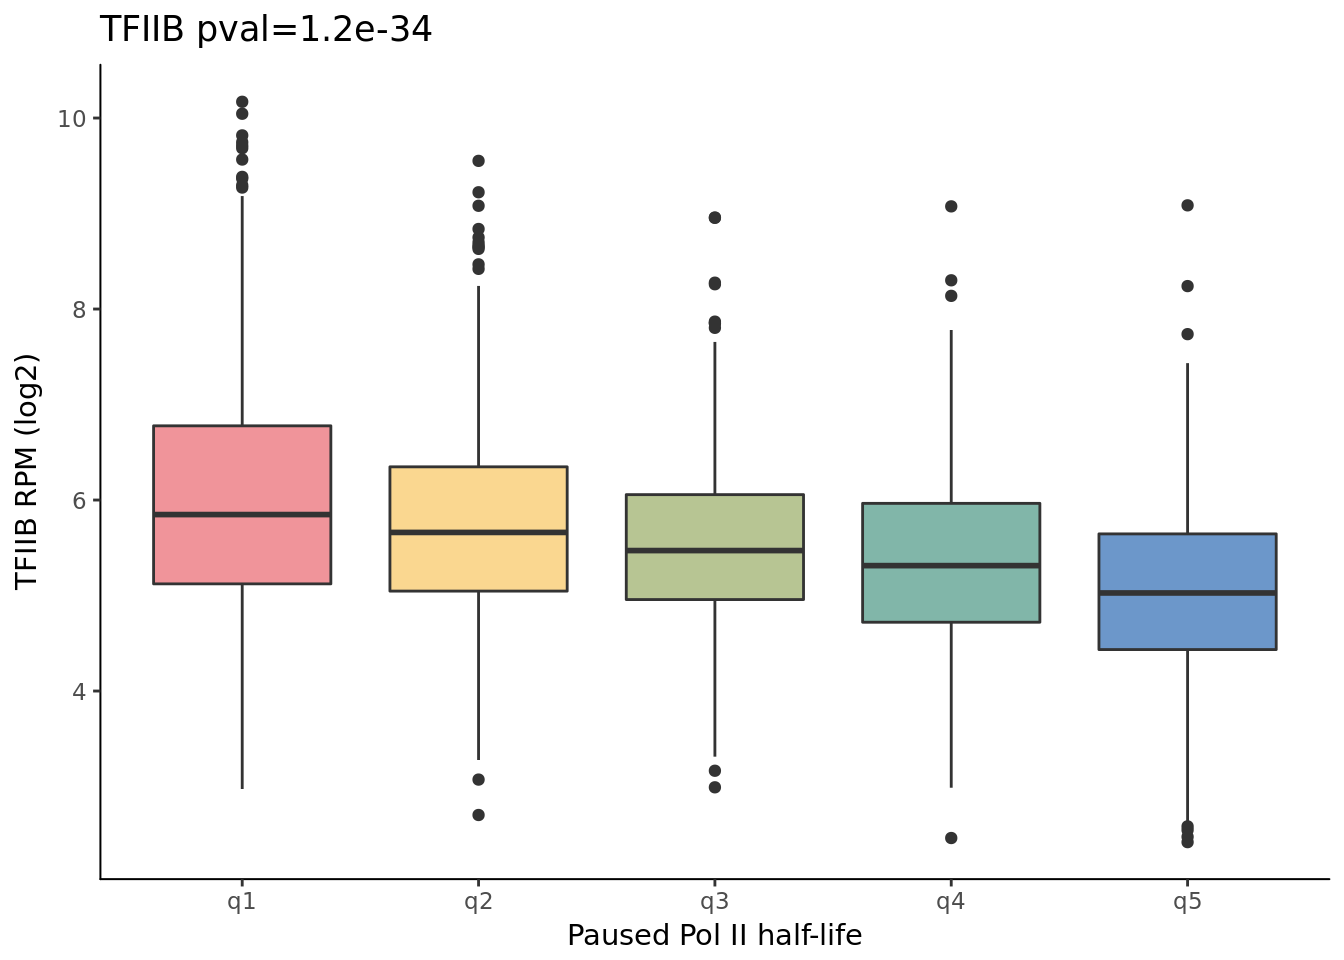 TFIIB pval=1.2e-34
10
8
6
4
TFIIB RPM (log2)
q1 q2 q3 q4 q5
Paused Pol II half-life